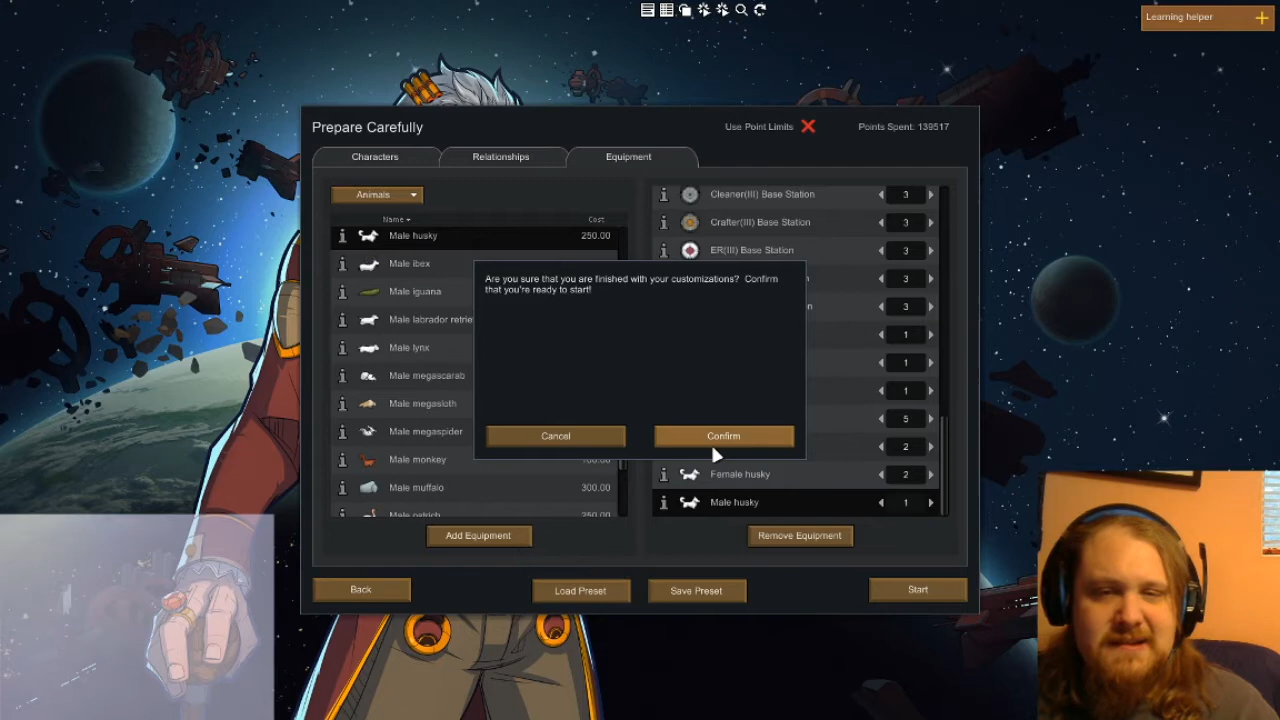 Learning helper
Prepare Carefully
Use Point Limits
Points Spent: 139517
Characters
Relationships
Equipment
Animals
Name
Cost
Male husky 250.00
Male ibex
Male iguana
Male labrador retrie
Male lynx
Male megascarab
Male megasloth
Male megaspider
Male monkey
Male muffalo 300.00
Male ostrich 250.00
Cleaner(III) Base Station 3
Crafter(III) Base Station 3
ER(III) Base Station 3
3
3
1
1
1
5
2
Female husky 2
Male husky 1
Are you sure that you are finished with your customizations? Confirm
that you're ready to start!
Cancel
Confirm
Add Equipment
Remove Equipment
Back
Load Preset
Save Preset
Start